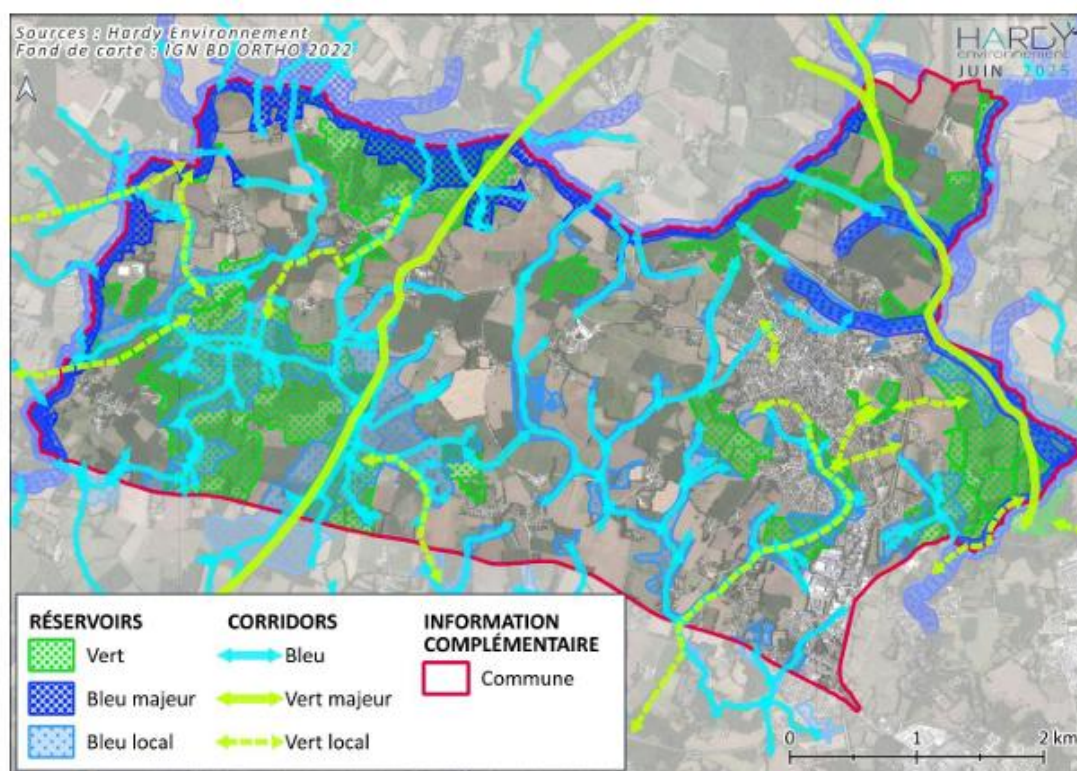 Sources : Hardy Environnement
Fond de carte : IGN BD ORTHO 2022
HARDY
environnement
JUIN 2025
RÉSERVOIRS
Vert
Bleu majeur
Bleu local
CORRIDORS
Bleu
Vert majeur
Vert local
INFORMATION
COMPLÉMENTAIRE
Commune
0 1 2 km